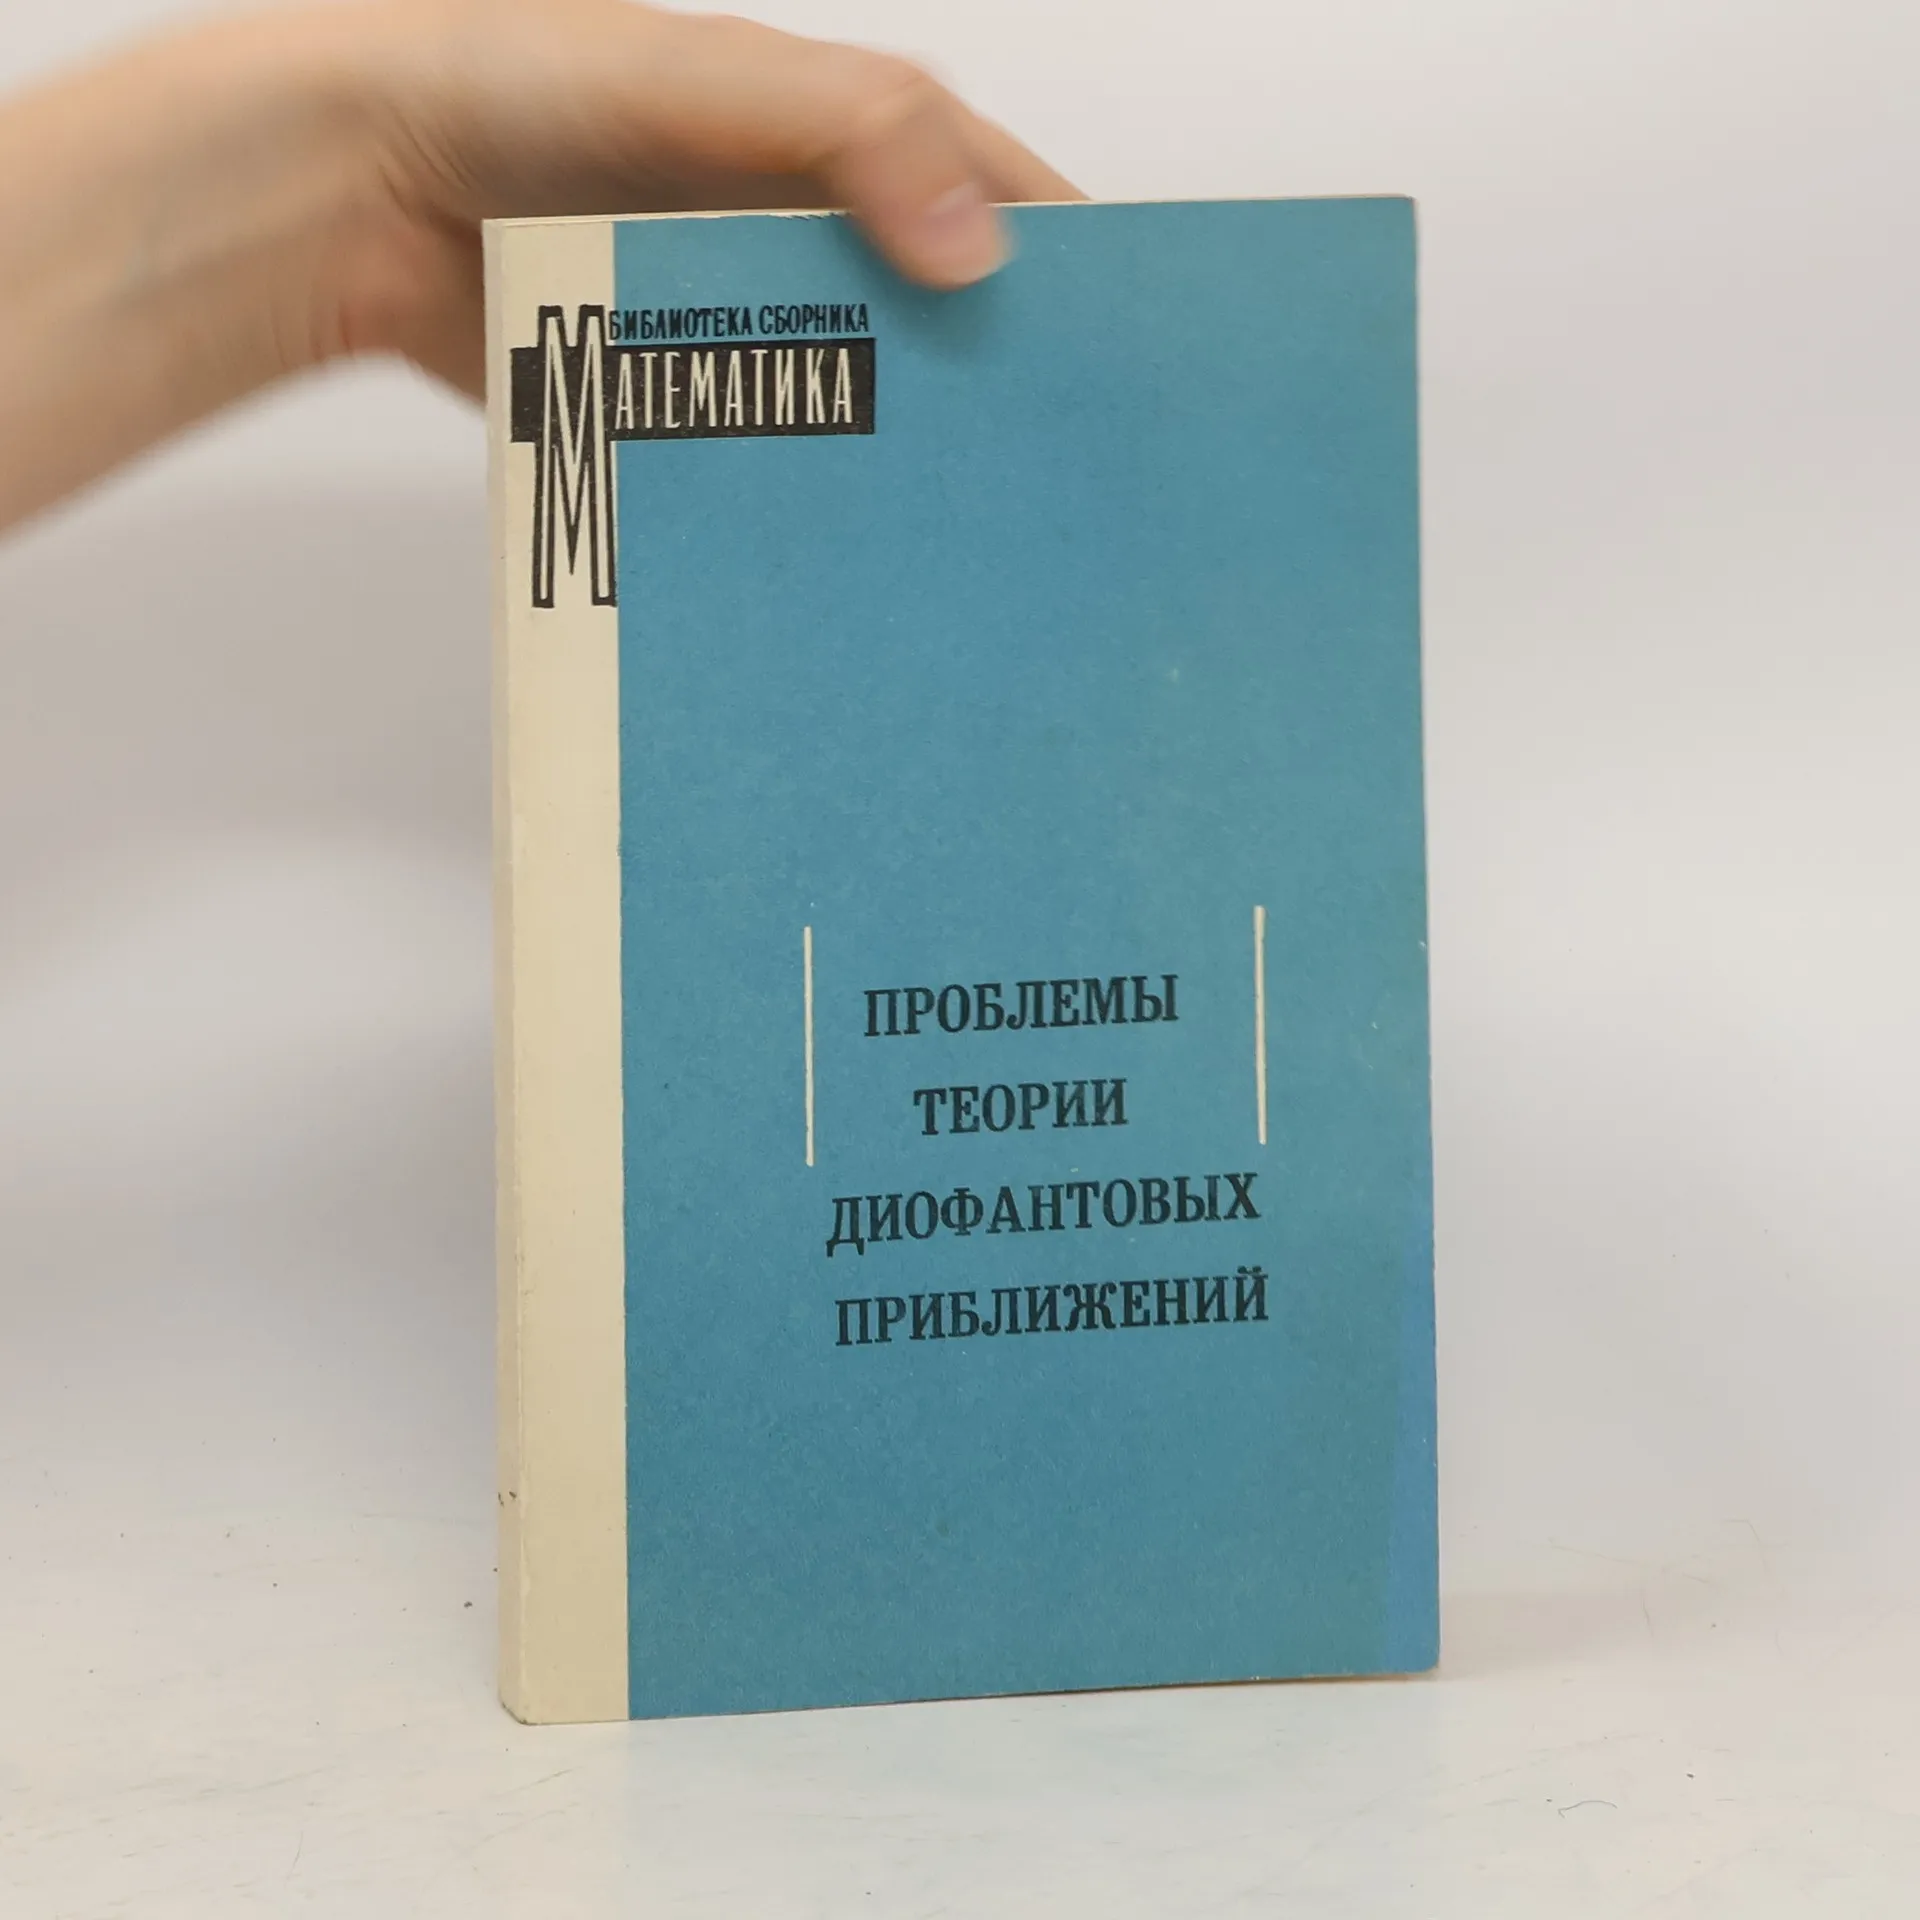 БИБЛИОТЕКА СБОРНИКА
МАТЕМАТИКА
ПРОБЛЕМЫ
ТЕОРИИ
ДИОФАНТОВЫХ
ПРИБЛИЖЕНИЙ